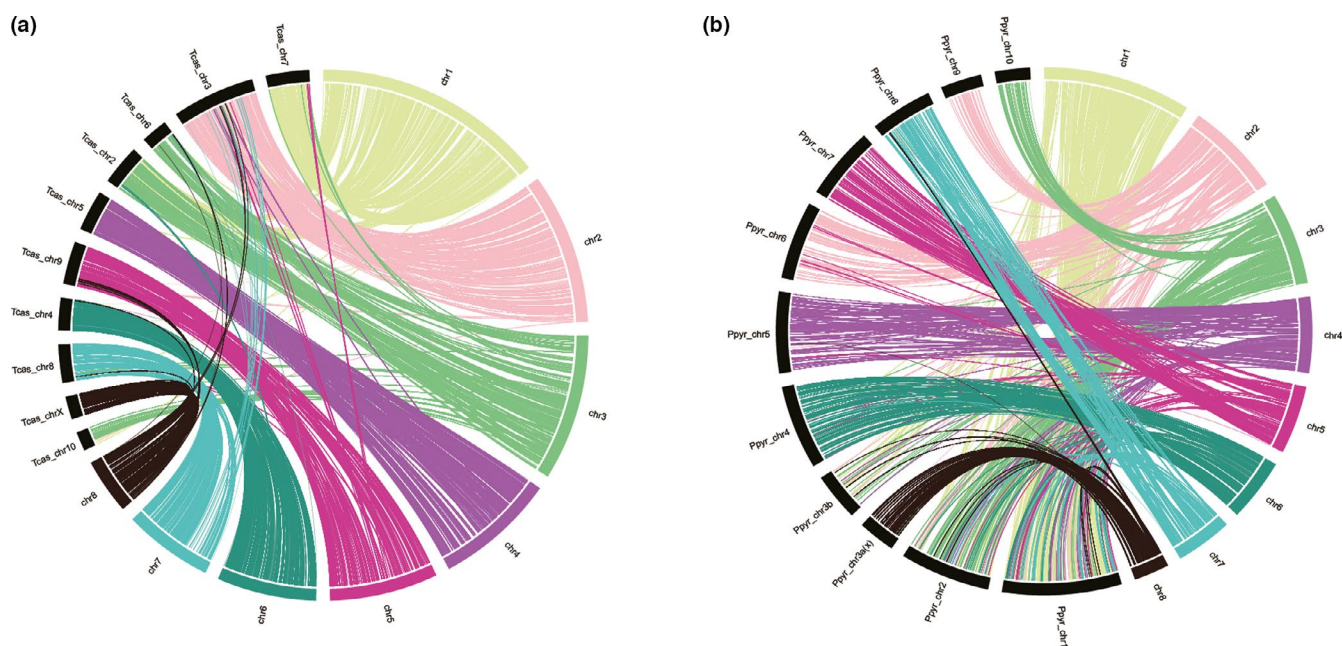 (a)
Tcas_chr7
Tcas_chr3
Tcas_chr6
Tcas_chr2
Tcas_chr5
Tcas_chr9
Tcas_chr4
Tcas_chr8
Tcas_chrX
Tcas_chr10
chr8
chr7
chr6
chr5
chr4
chr3
chr2
chr1
(b)
Ppyr_chr10
Ppyr_chr9
Ppyr_chr8
Ppyr_chr7
Ppyr_chr6
Ppyr_chr5
Ppyr_chr4
Ppyr_chr3b
Ppyr_chr3a(x)
Ppyr_chr2
Ppyr_chr1
chr8
chr7
chr6
chr5
chr4
chr3
chr2
chr1